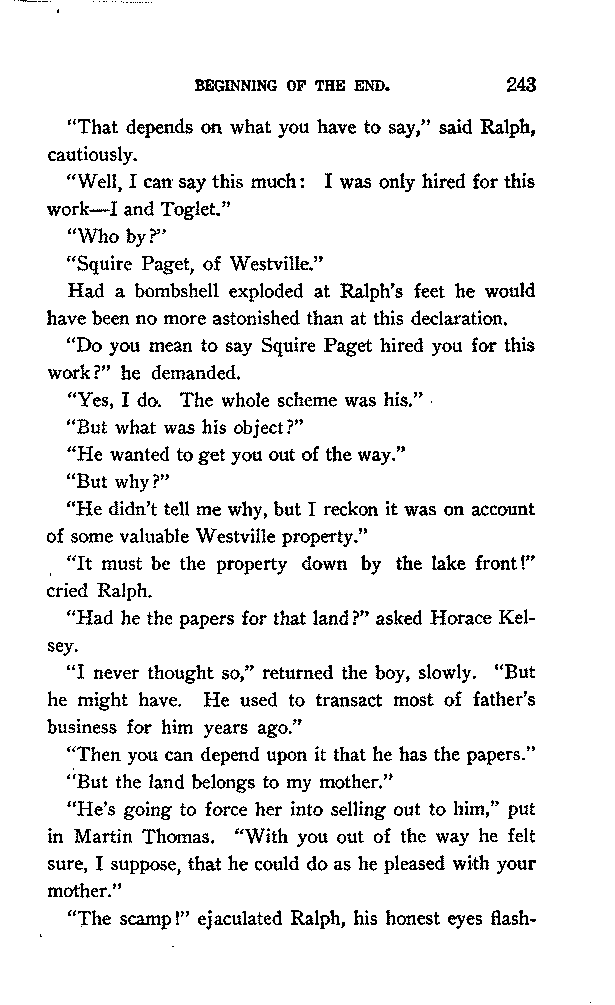 BEGINNING OF THE END. 243
"That depends on what you have to say," said Ralph,
cautiously.
"Well, I can say this much: I was only hired for this
work—I and Toglet."
"Who by?"
"Squire Paget, of Westville."
Had a bombshell exploded at Ralph's feet he would
have been no more astonished than at this declaration.
"Do you mean to say Squire Paget hired you for this
work?" he demanded.
"Yes, I do. The whole scheme was his."
"But what was his object?"
"He wanted to get you out of the way."
"But why?"
"He didn't tell me why, but I reckon it was on account
of some valuable Westville property."
"It must be the property down by the lake front!"
cried Ralph.
"Had he the papers for that land?" asked Horace Kel-
sey.
"I never thought so," returned the boy, slowly. "But
he might have. He used to transact most of father's
business for him years ago."
"Then you can depend upon it that he has the papers."
"But the land belongs to my mother."
"He's going to force her into selling out to him," put
in Martin Thomas. "With you out of the way he felt
sure, I suppose, that he could do as he pleased with your
mother."
"The scamp!" ejaculated Ralph, his honest eyes flash-